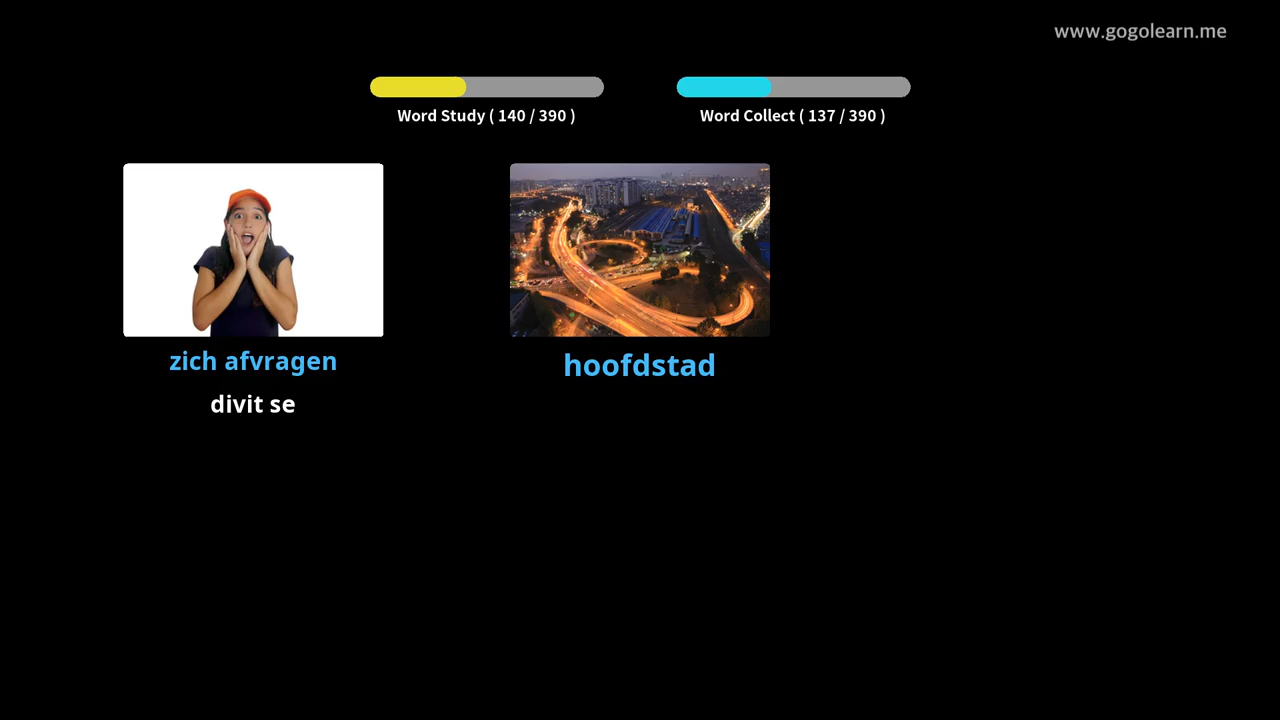 www.gogolearn.me
Word Study ( 140 / 390 )
Word Collect ( 137 / 390 )
zich afvragen
hoofdstad
divit se